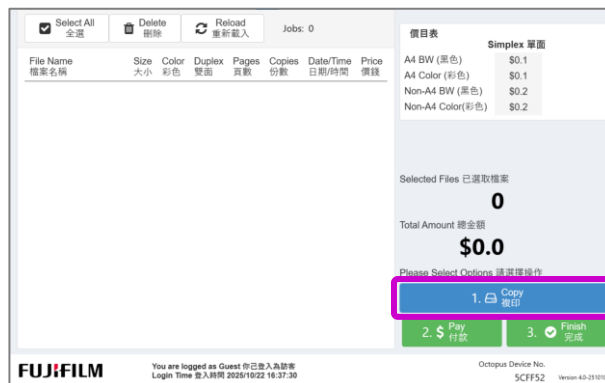 Select All
全選
Delete
刪除
Reload
重新載入
Jobs: 0
File Name Size Color Duplex Pages Copies Date/Time Price
檔案名稱 大小 彩色 雙面 頁數 份數 日期/時間 價錢
價目表
Simplex 單面
A4 BW (黑色) $0.1
A4 Color (彩色) $0.1
Non-A4 BW (黑色) $0.2
Non-A4 Color(彩色) $0.2
Selected Files 已選取檔案
0
Total Amount 總金額
$0.0
Please Select Options 請選擇操作
1. Copy
複印
2. $ Pay
付款
3. Finish
完成
FUJIFILM
You are logged as Guest 你已登入為訪客
Login Time 登入時間 2025/10/22 16:37:30
Octopus Device No.
5CFF52